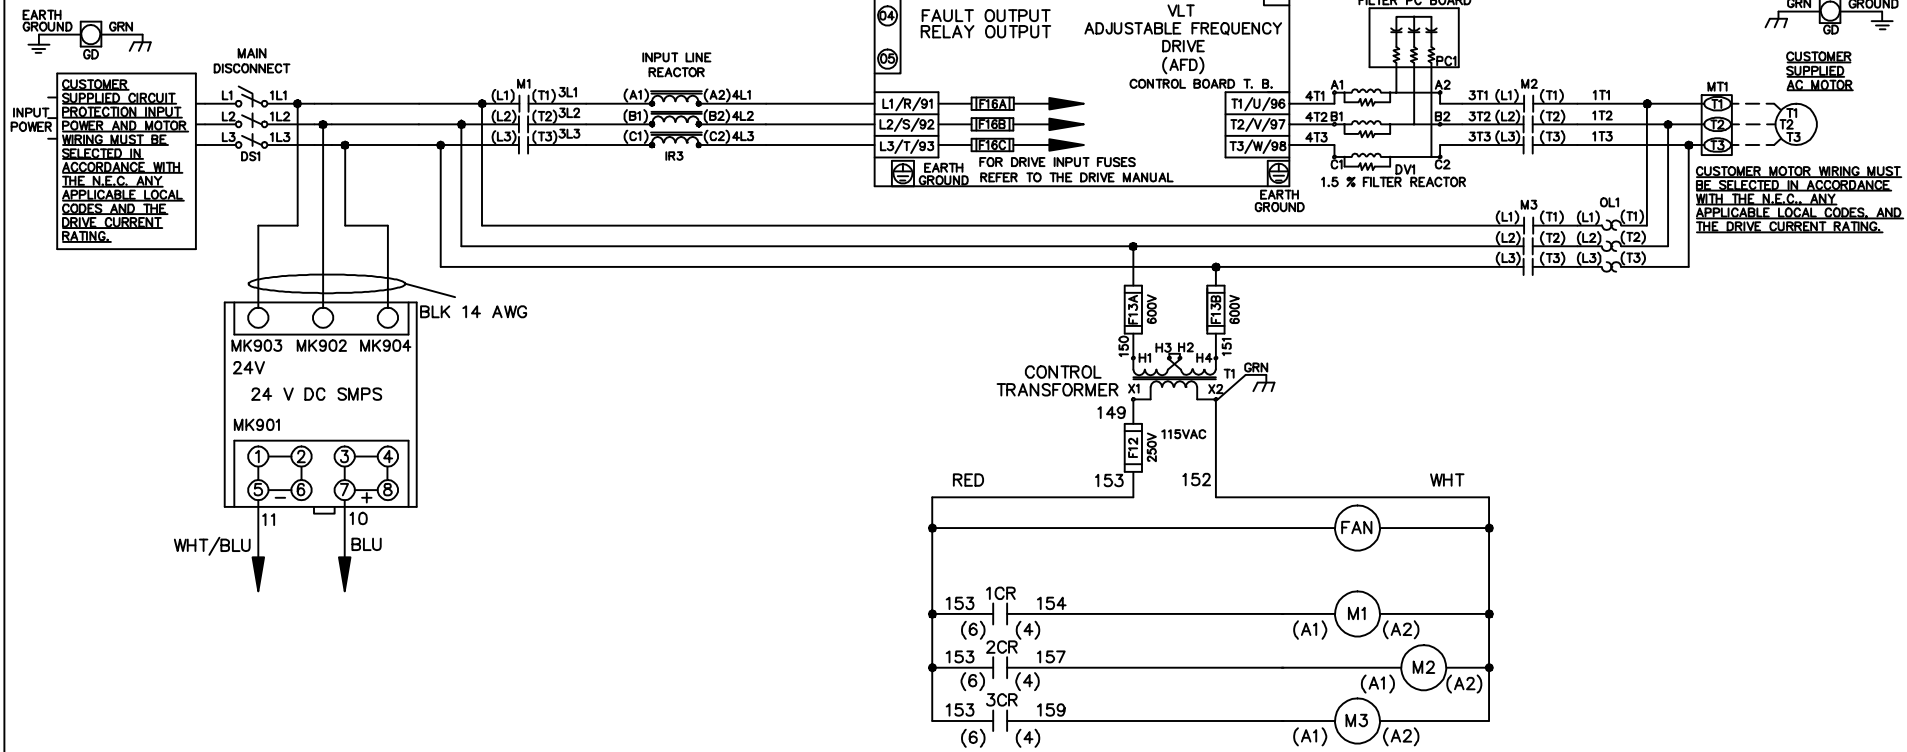 EARTH
GROUND
GRN
GD
MAIN
DISCONNECT
INPUT
POWER
CUSTOMER
SUPPLIED CIRCUIT
PROTECTION INPUT
POWER AND MOTOR
WIRING MUST BE
SELECTED IN
ACCORDANCE WITH
THE N.E.C. ANY
APPLICABLE LOCAL
CODES AND THE
DRIVE CURRENT
RATING.
L1 1L1
L2 1L2
L3 1L3
DS1
M1
(L1) (T1) 3L1
(L2) (T2) 3L2
(L3) (T3) 3L3
INPUT LINE
REACTOR
(A1) (A2) 4L1
(B1) (B2) 4L2
(C1) (C2) 4L3
IR3
04
FAULT OUTPUT
RELAY OUTPUT
05
VLT
ADJUSTABLE FREQUENCY
DRIVE
(AFD)
CONTROL BOARD T. B.
L1/R/91 F16A T1/U/96
L2/S/92 F16B T2/V/97
L3/T/93 F16C T3/W/98
EARTH
GROUND
FOR DRIVE INPUT FUSES
REFER TO THE DRIVE MANUAL
EARTH
GROUND
FILTER PC BOARD
PC1
4T1 A1 A2
4T2 B1 B2
4T3 C1 C2
DV1
1.5 % FILTER REACTOR
M2
3T1 (L1) (T1) 1T1
3T2 (L2) (T2) 1T2
3T3 (L3) (T3) 1T3
GRN
GROUND
GD
CUSTOMER
SUPPLIED
AC MOTOR
MT1
T1 T1
T2 T2
T3 T3
CUSTOMER MOTOR WIRING MUST
BE SELECTED IN ACCORDANCE
WITH THE N.E.C., ANY
APPLICABLE LOCAL CODES, AND
THE DRIVE CURRENT RATING.
M3 OL1
(L1) (T1) (L1) (T1)
(L2) (T2) (L2) (T2)
(L3) (T3) (L3) (T3)
BLK 14 AWG
MK903 MK902 MK904
24V
24 V DC SMPS
MK901
1 2 3 4
5 - 6 7 + 8
11 10
WHT/BLU BLU
F13A 600V
F13B 600V
150 151
H1 H3 H2 H4
CONTROL
TRANSFORMER
X1 X2 T1 GRN
149
F12 250V
115VAC
153 152
RED WHT
FAN
1CR
153 154 M1
(6) (4) (A1) (A2)
2CR
153 157 M2
(6) (4) (A1) (A2)
3CR
153 159 M3
(6) (4) (A1) (A2)